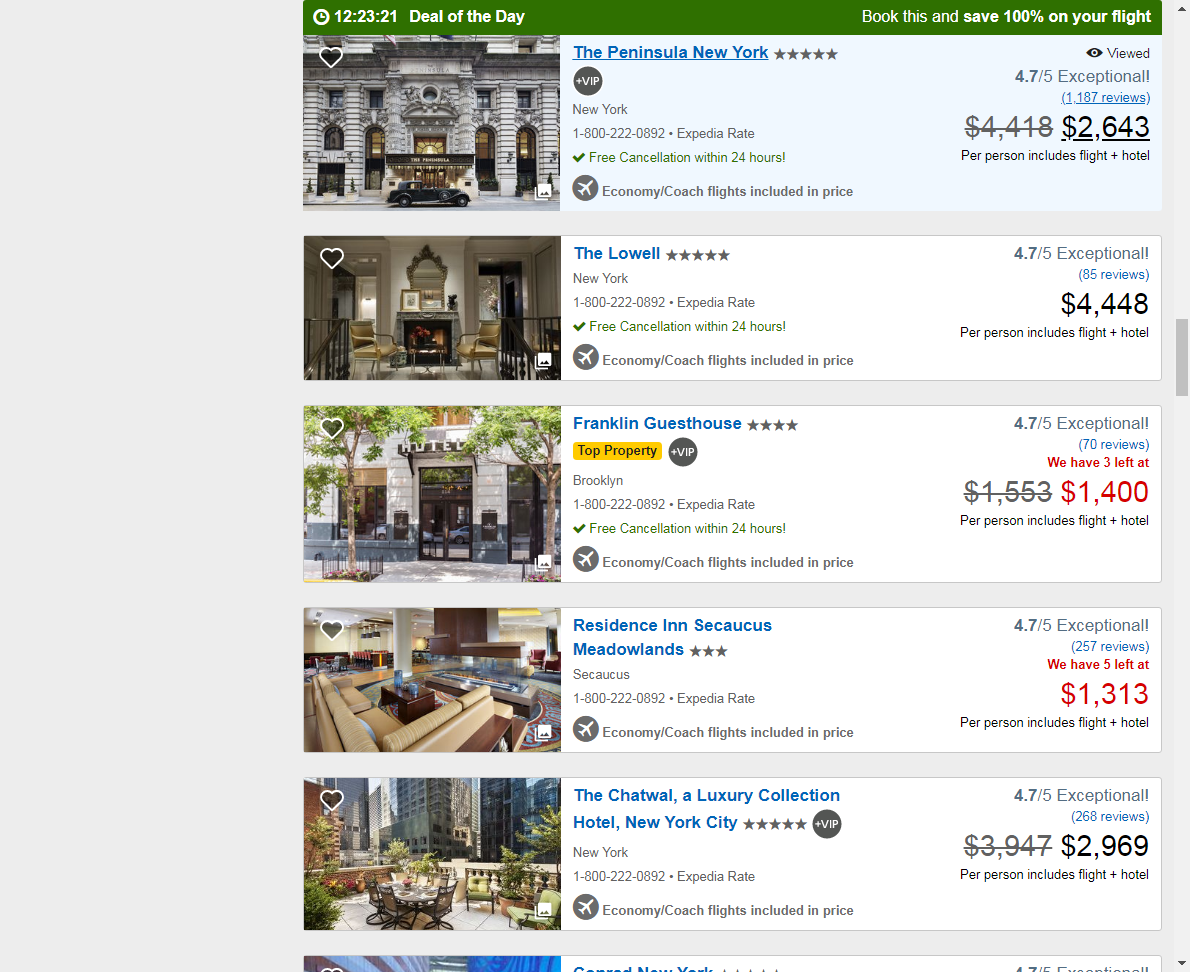 12:23:21 Deal of the Day Book this and save 100% on your flight
The Peninsula New York
Viewed
+VIP
4.7/5 Exceptional!
(1,187 reviews)
New York
$4,418 $2,643
1-800-222-0892 • Expedia Rate
Per person includes flight + hotel
Free Cancellation within 24 hours!
Economy/Coach flights included in price
THE PENINSULA
The Lowell
4.7/5 Exceptional!
New York
(85 reviews)
1-800-222-0892 • Expedia Rate
$4,448
Free Cancellation within 24 hours!
Per person includes flight + hotel
Economy/Coach flights included in price
HOTEL
Franklin Guesthouse
4.7/5 Exceptional!
Top Property +VIP
(70 reviews)
We have 3 left at
Brooklyn
$1,553 $1,400
1-800-222-0892 • Expedia Rate
Per person includes flight + hotel
Free Cancellation within 24 hours!
Economy/Coach flights included in price
Residence Inn Secaucus
Meadowlands
4.7/5 Exceptional!
(257 reviews)
We have 5 left at
Secaucus
$1,313
1-800-222-0892 • Expedia Rate
Per person includes flight + hotel
Economy/Coach flights included in price
The Chatwal, a Luxury Collection
Hotel, New York City +VIP
4.7/5 Exceptional!
(268 reviews)
New York
$3,947 $2,969
1-800-222-0892 • Expedia Rate
Per person includes flight + hotel
Economy/Coach flights included in price
Conrad New York
4.7/5 Exceptional!